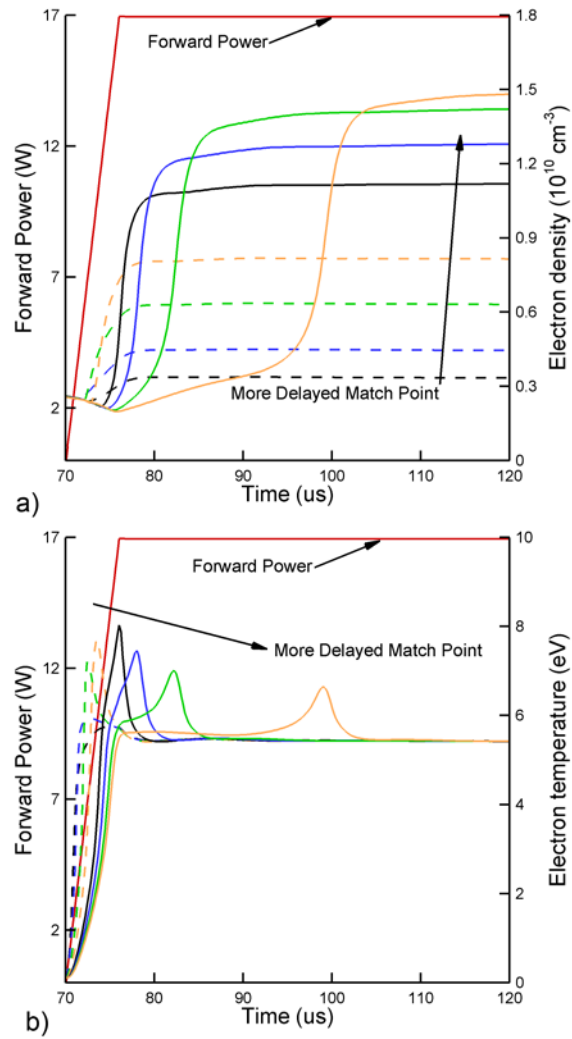 17
1.8
Forward Power
1.5
12
1.2
Forward Power (W)
0.9
Electron density (10^10 cm^-3)
7
0.6
More Delayed Match Point
0.3
2
0
70 80 90 100 110 120
Time (us)
a)
17
10
Forward Power
8
More Delayed Match Point
12
6
Forward Power (W)
Electron temperature (eV)
7
4
2
2
0
70 80 90 100 110 120
Time (us)
b)